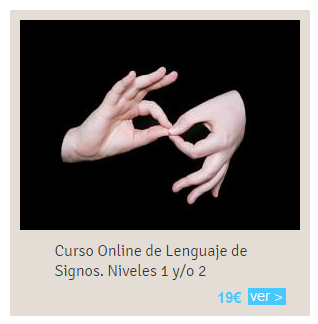 Curso Online de Lenguaje de
Signos. Niveles 1 y/o 2
19€ ver >